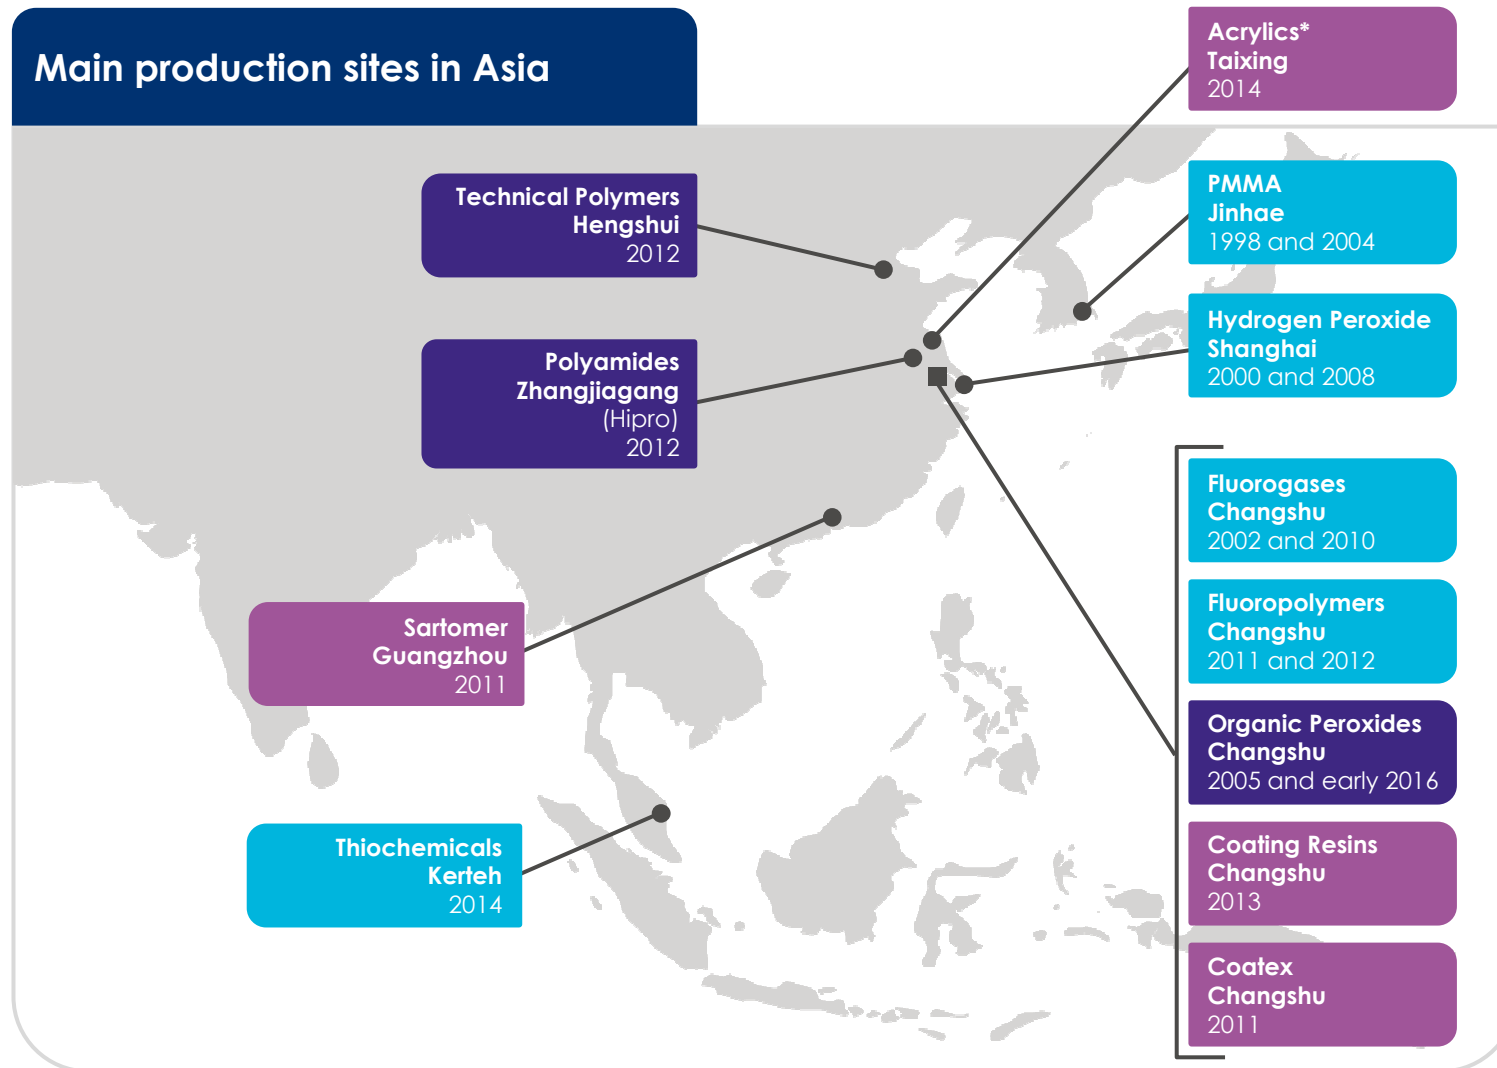 Main production sites in Asia
Acrylics*
Taixing
2014
Technical Polymers
Hengshui
2012
PMMA
Jinhae
1998 and 2004
Hydrogen Peroxide
Shanghai
2000 and 2008
Polyamides
Zhangjiagang
(Hipro)
2012
Fluorogases
Changshu
2002 and 2010
Fluoropolymers
Changshu
2011 and 2012
Sartomer
Guangzhou
2011
Organic Peroxides
Changshu
2005 and early 2016
Thiochemicals
Kerteh
2014
Coating Resins
Changshu
2013
Coatex
Changshu
2011